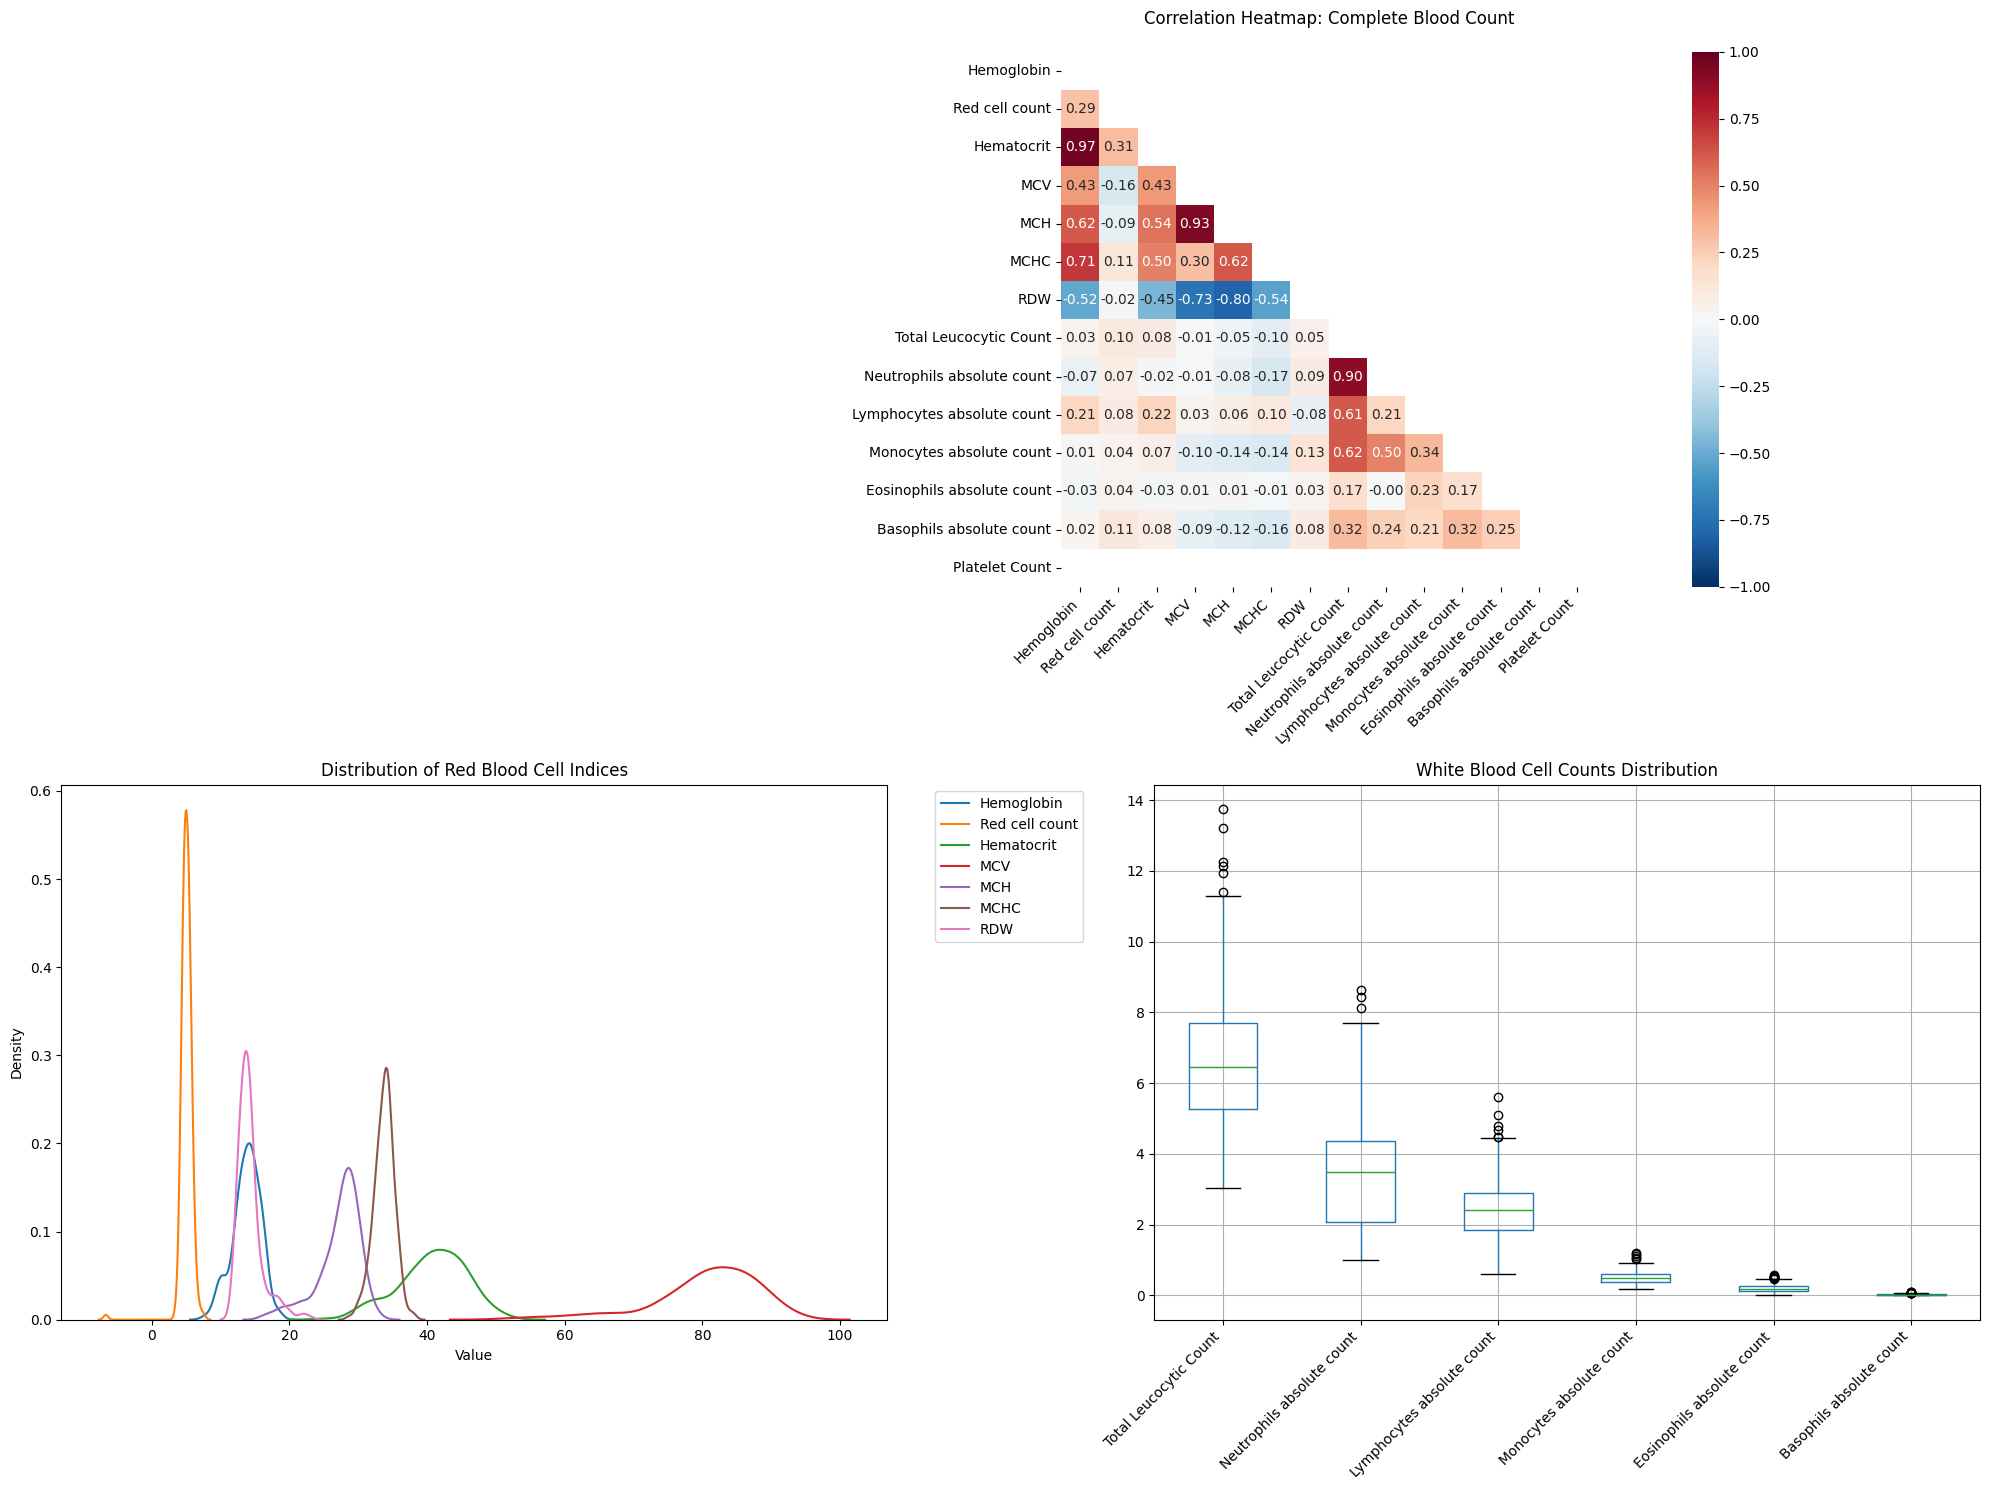 Correlation Heatmap: Complete Blood Count
Hemoglobin
Red cell count 0.29
Hematocrit 0.97 0.31
MCV 0.43 -0.16 0.43
MCH 0.62 -0.09 0.54 0.93
MCHC 0.71 0.11 0.50 0.30 0.62
RDW -0.52 -0.02 -0.45 -0.73 -0.80 -0.54
Total Leucocytic Count 0.03 0.10 0.08 -0.01 -0.05 -0.10 0.05
Neutrophils absolute count -0.07 0.07 -0.02 -0.01 -0.08 -0.17 0.09 0.90
Lymphocytes absolute count 0.21 0.08 0.22 0.03 0.06 0.10 -0.08 0.61 0.21
Monocytes absolute count 0.01 0.04 0.07 -0.10 -0.14 -0.14 0.13 0.62 0.50 0.34
Eosinophils absolute count -0.03 0.04 -0.03 0.01 0.01 -0.01 0.03 0.17 -0.00 0.23 0.17
Basophils absolute count 0.02 0.11 0.08 -0.09 -0.12 -0.16 0.08 0.32 0.24 0.21 0.32 0.25
Platelet Count
Hemoglobin
Red cell count
Hematocrit
MCV
MCH
MCHC
RDW
Total Leucocytic Count
Neutrophils absolute count
Lymphocytes absolute count
Monocytes absolute count
Eosinophils absolute count
Basophils absolute count
Platelet Count
1.00
0.75
0.50
0.25
0.00
−0.25
−0.50
−0.75
−1.00
Distribution of Red Blood Cell Indices
0.6
0.5
0.4
0.3
0.2
0.1
0.0
Density
0 20 40 60 80 100
Value
Hemoglobin
Red cell count
Hematocrit
MCV
MCH
MCHC
RDW
White Blood Cell Counts Distribution
14
12
10
8
6
4
2
0
Total Leucocytic Count
Neutrophils absolute count
Lymphocytes absolute count
Monocytes absolute count
Eosinophils absolute count
Basophils absolute count